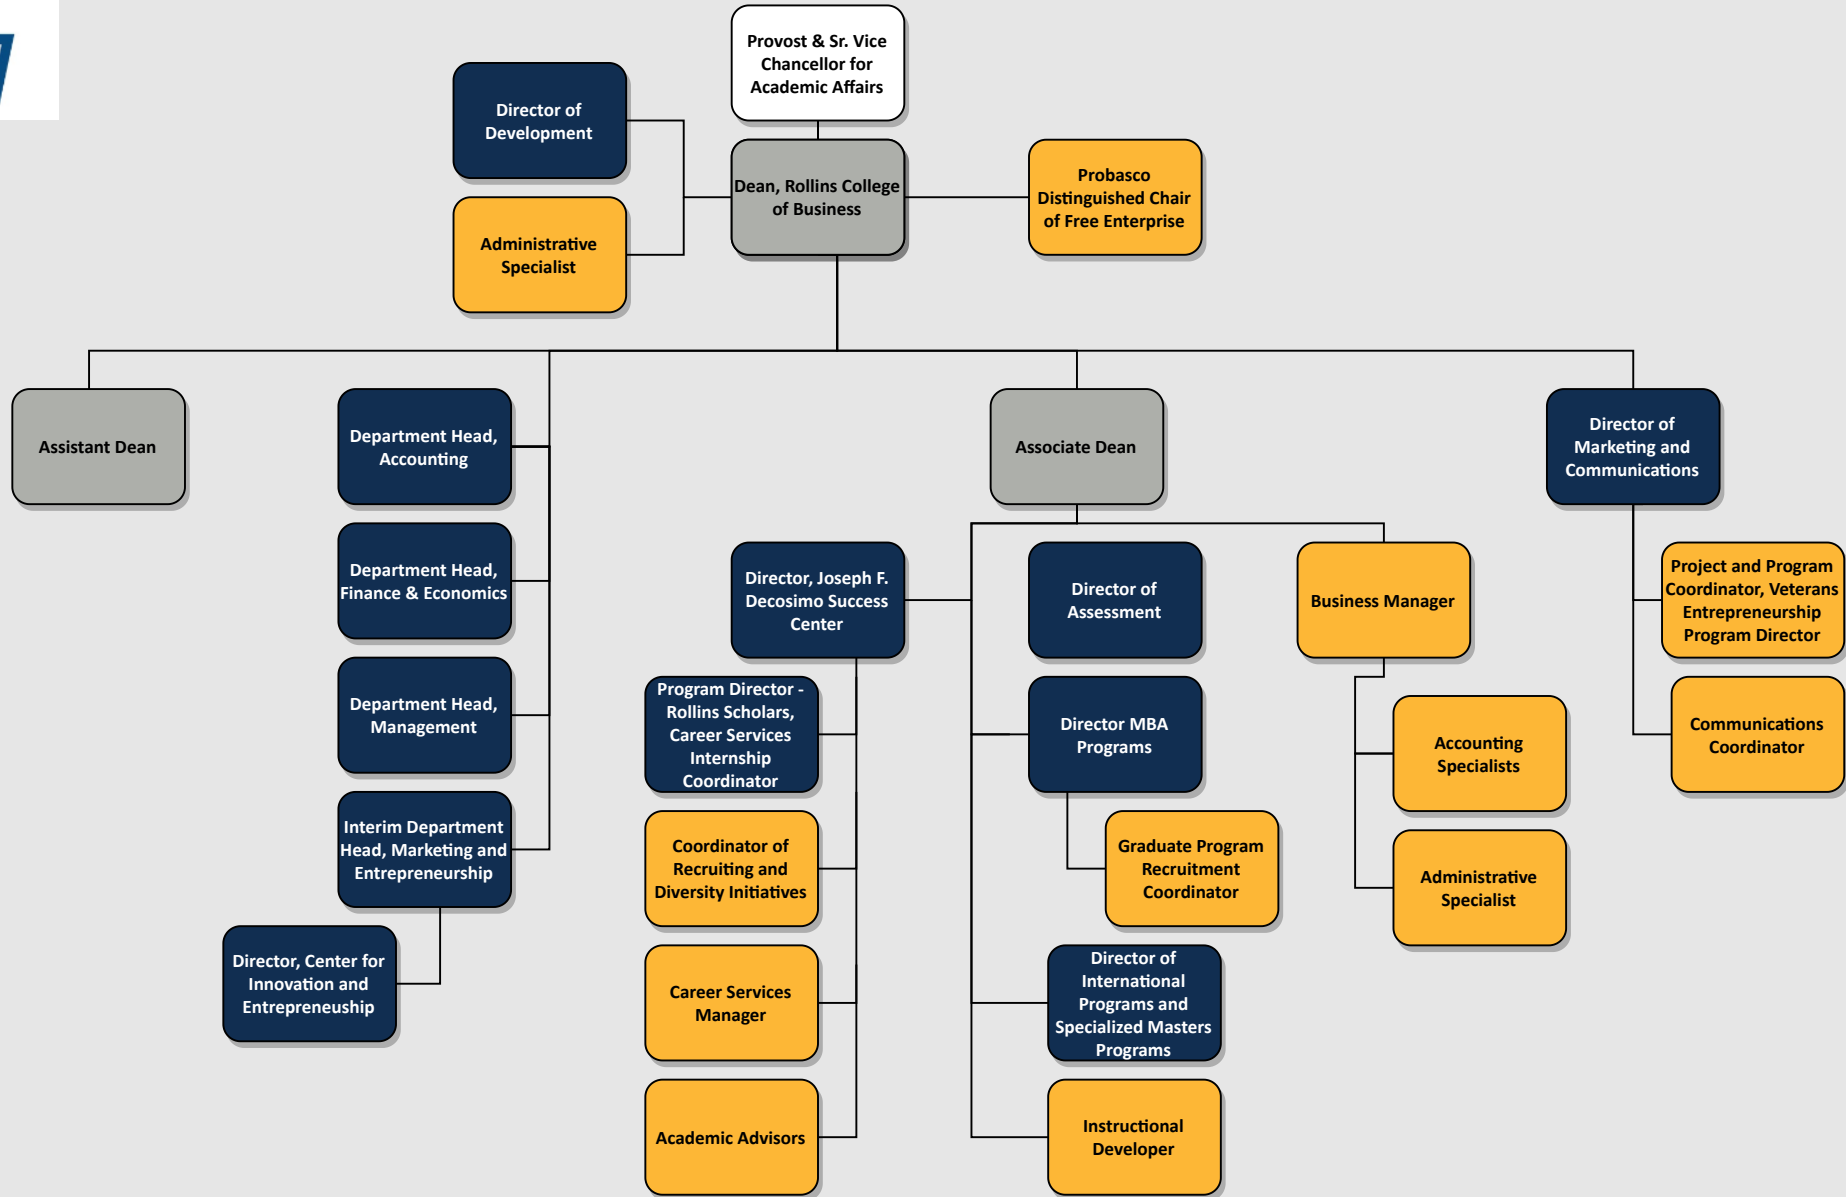 Provost & Sr. Vice
Chancellor for
Academic Affairs
Director of
Development
Dean, Rollins College
of Business
Probasco
Distinguished Chair
of Free Enterprise
Administrative
Specialist
Assistant Dean
Department Head,
Accounting
Associate Dean
Director of
Marketing and
Communications
Department Head,
Finance & Economics
Director, Joseph F.
Decosimo Success
Center
Director of
Assessment
Business Manager
Project and Program
Coordinator, Veterans
Entrepreneurship
Program Director
Department Head,
Management
Program Director -
Rollins Scholars,
Career Services
Internship
Coordinator
Director MBA
Programs
Accounting
Specialists
Communications
Coordinator
Interim Department
Head, Marketing and
Entrepreneurship
Coordinator of
Recruiting and
Diversity Initiatives
Graduate Program
Recruitment
Coordinator
Administrative
Specialist
Director, Center for
Innovation and
Entrepreneuship
Career Services
Manager
Director of
International
Programs and
Specialized Masters
Programs
Academic Advisors
Instructional
Developer